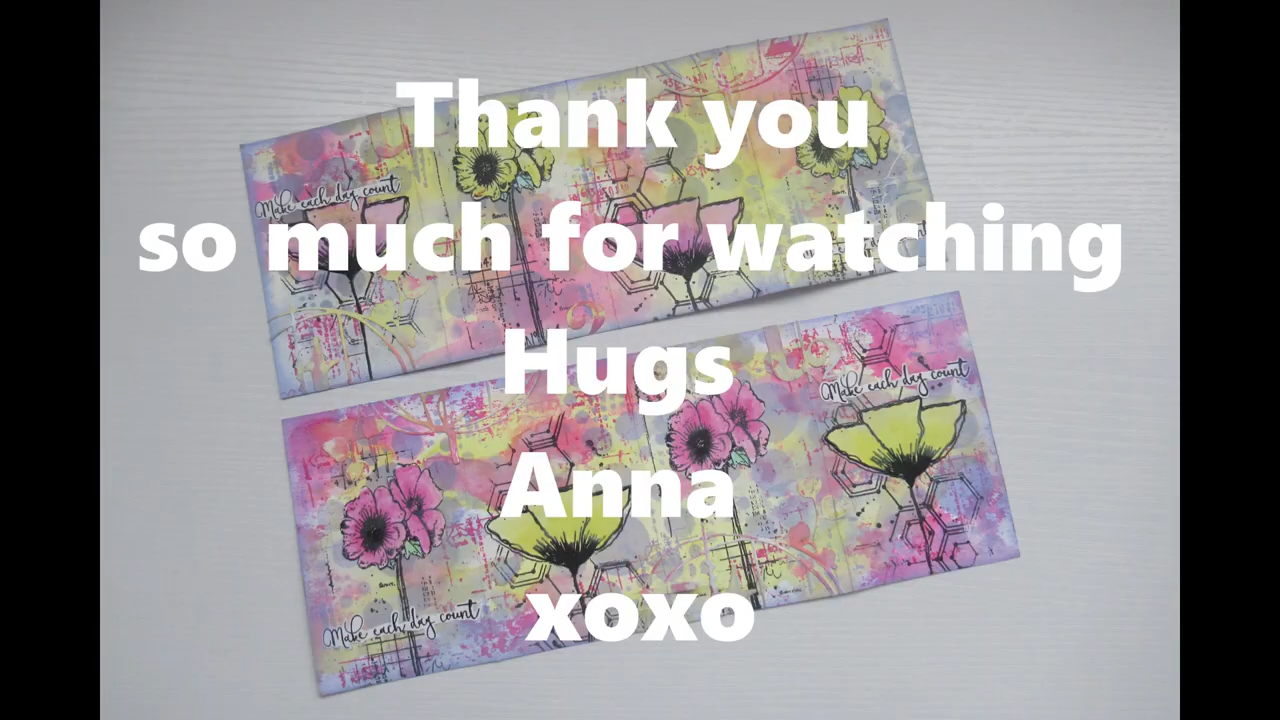 Thank you
so much for watching
Hugs
Anna
xoxo
Make each day count
Make each day count
Make each day count